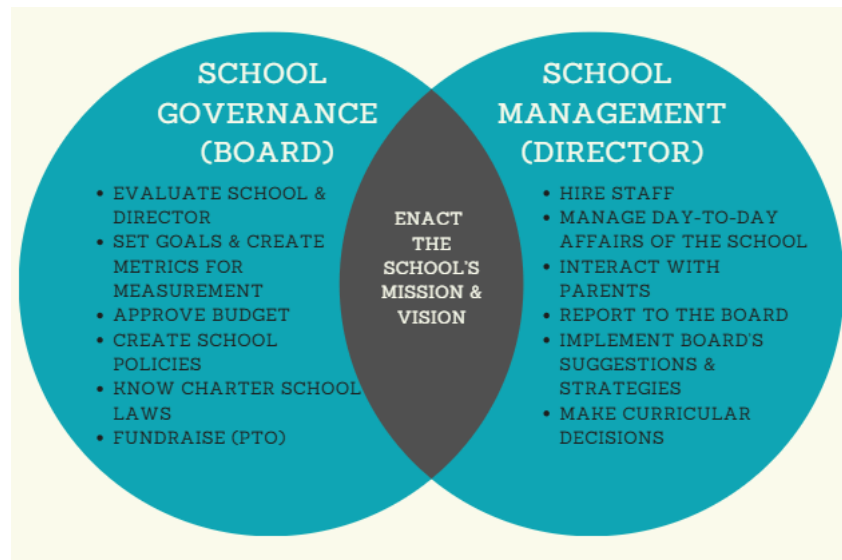 SCHOOL
GOVERNANCE
(BOARD)
• EVALUATE SCHOOL &
DIRECTOR
• SET GOALS & CREATE
METRICS FOR
MEASUREMENT
• APPROVE BUDGET
• CREATE SCHOOL
POLICIES
• KNOW CHARTER SCHOOL
LAWS
• FUNDRAISE (PTO)
ENACT
THE
SCHOOL'S
MISSION &
VISION
SCHOOL
MANAGEMENT
(DIRECTOR)
• HIRE STAFF
• MANAGE DAY-TO-DAY
AFFAIRS OF THE SCHOOL
• INTERACT WITH
PARENTS
• REPORT TO THE BOARD
• IMPLEMENT BOARD'S
SUGGESTIONS &
STRATEGIES
• MAKE CURRICULAR
DECISIONS